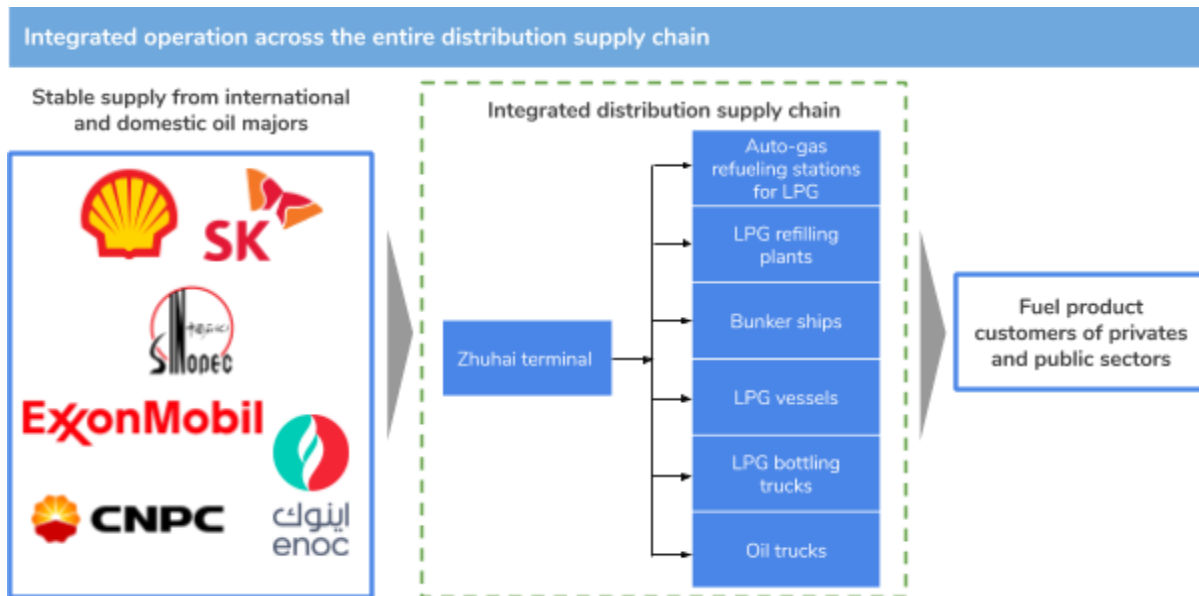 Integrated operation across the entire distribution supply chain
Stable supply from international
and domestic oil majors
SK
SINOPEC
ExxonMobil
CNPC
اينوك
enoc
Integrated distribution supply chain
Zhuhai terminal
Auto-gas
refueling stations
for LPG
LPG refilling
plants
Bunker ships
LPG vessels
LPG bottling
trucks
Oil trucks
Fuel product
customers of privates
and public sectors